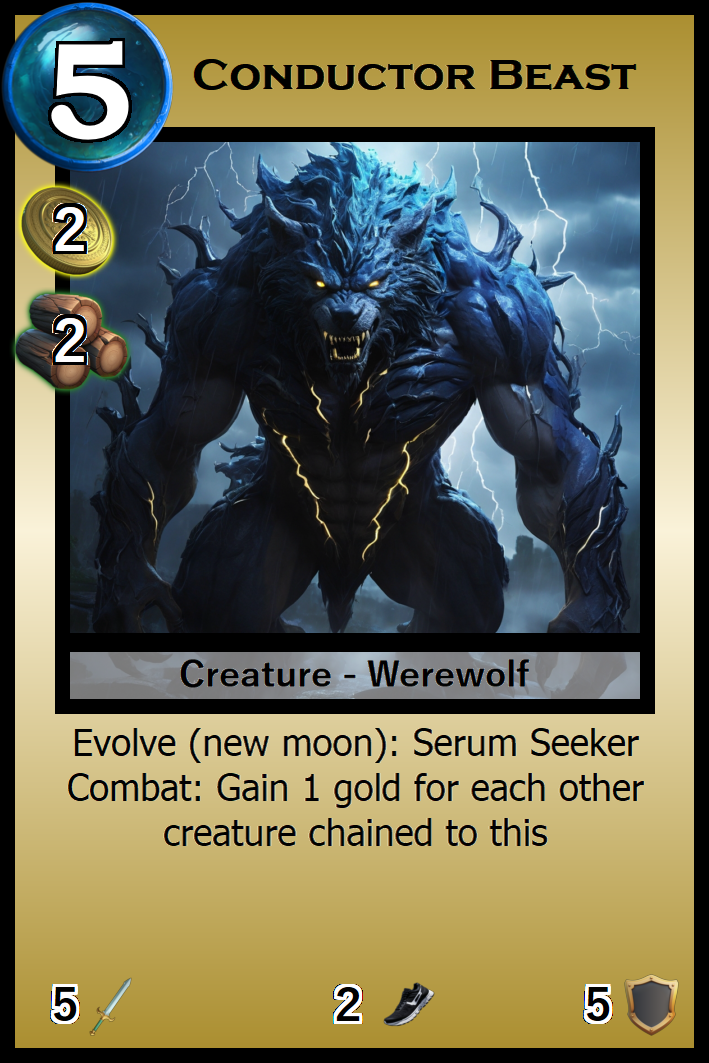 5
Conductor Beast
2
2
Creature - Werewolf
Evolve (new moon): Serum Seeker
Combat: Gain 1 gold for each other
creature chained to this
5 2 5